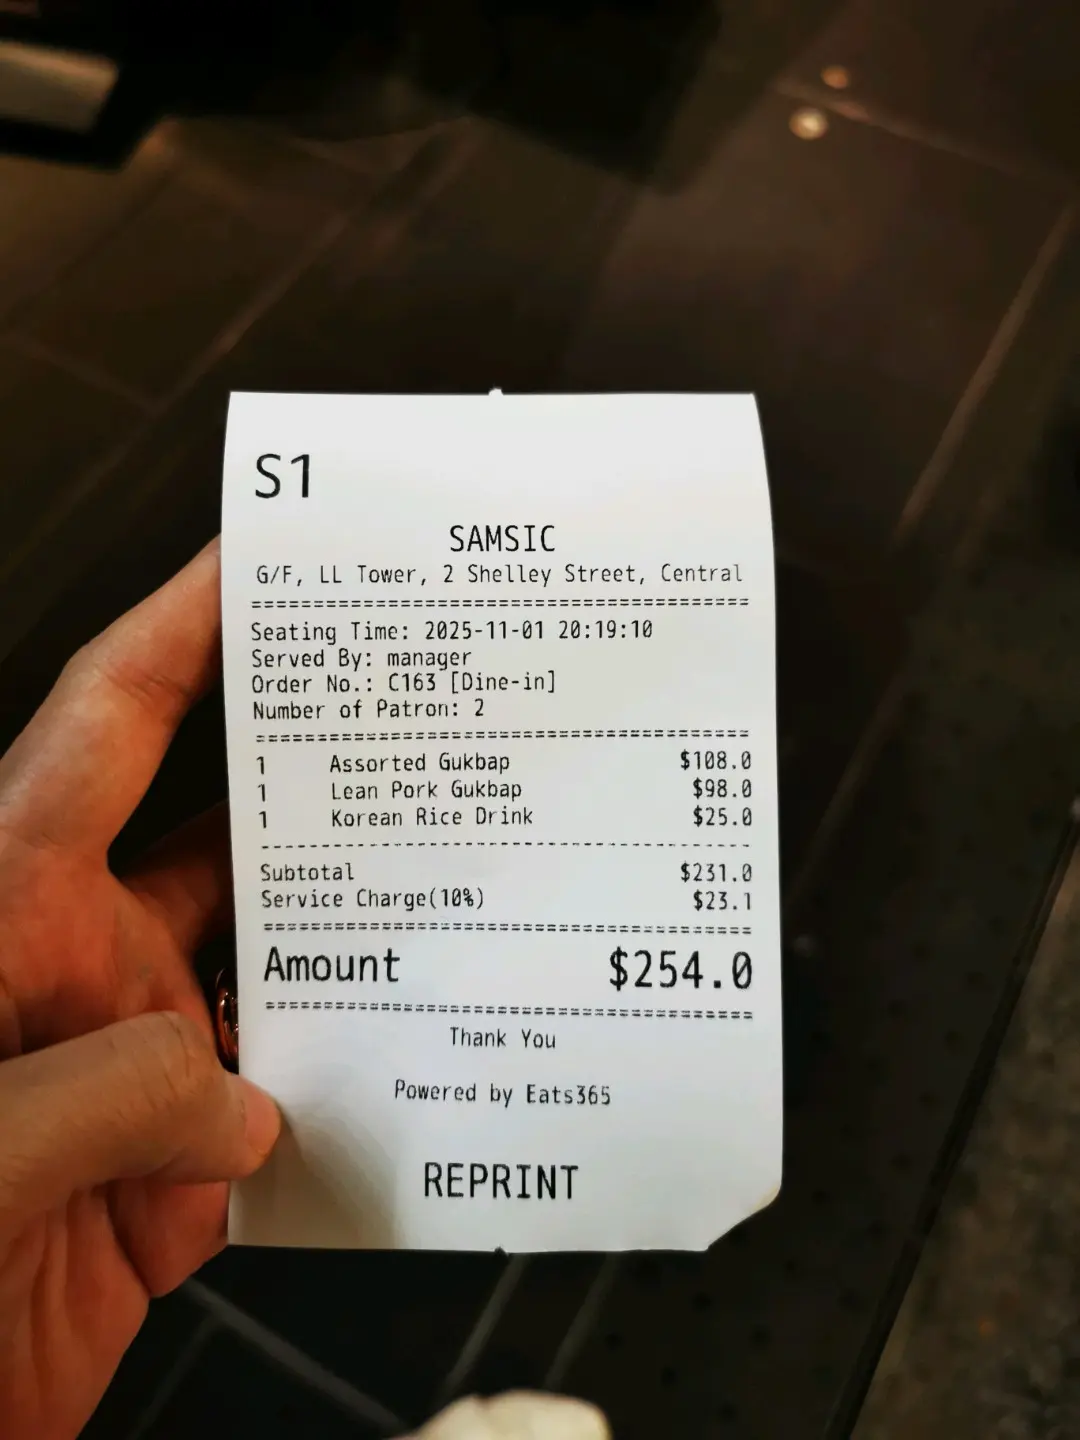 S1
SAMSIC
G/F, LL Tower, 2 Shelley Street, Central
================================================
Seating Time: 2025-11-01 20:19:10
Served By: manager
Order No.: C163 [Dine-in]
Number of Patron: 2
================================================
1 Assorted Gukbap $108.0
1 Lean Pork Gukbap $98.0
1 Korean Rice Drink $25.0
------------------------------------------------
Subtotal $231.0
Service Charge(10%) $23.1
================================================
Amount $254.0
================================================
Thank You
Powered by Eats365
REPRINT